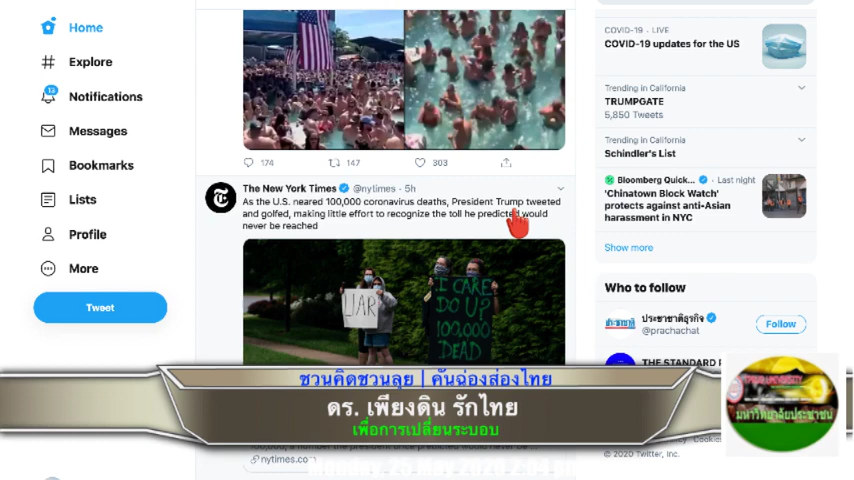 Home
Explore
Notifications
Messages
Bookmarks
Lists
Profile
More
Tweet
174 147 303
The New York Times @nytimes · 5h
As the U.S. neared 100,000 coronavirus deaths, President Trump tweeted
and golfed, making little effort to recognize the toll he predicted would
never be reached
LIAR
I CARE
DO U?
100,000
DEAD
nytimes.com
COVID-19 · LIVE
COVID-19 updates for the US
Trending in California
TRUMPGATE
5,850 Tweets
Trending in California
Schindler's List
Bloomberg Quick... · Last night
'Chinatown Block Watch'
protects against anti-Asian
harassment in NYC
Show more
Who to follow
ประชาชาติธุรกิจ
@prachachat
Follow
THE STANDARD
ชวนคิดชวนลุย | คันฉ่องส่องไทย
ดร. เพียงดิน รักไทย
เพื่อการเปลี่ยนระบอบ
มหาวิทยาลัยประชาชน
© 2020 Twitter, Inc.
Monday, 25 May 2020